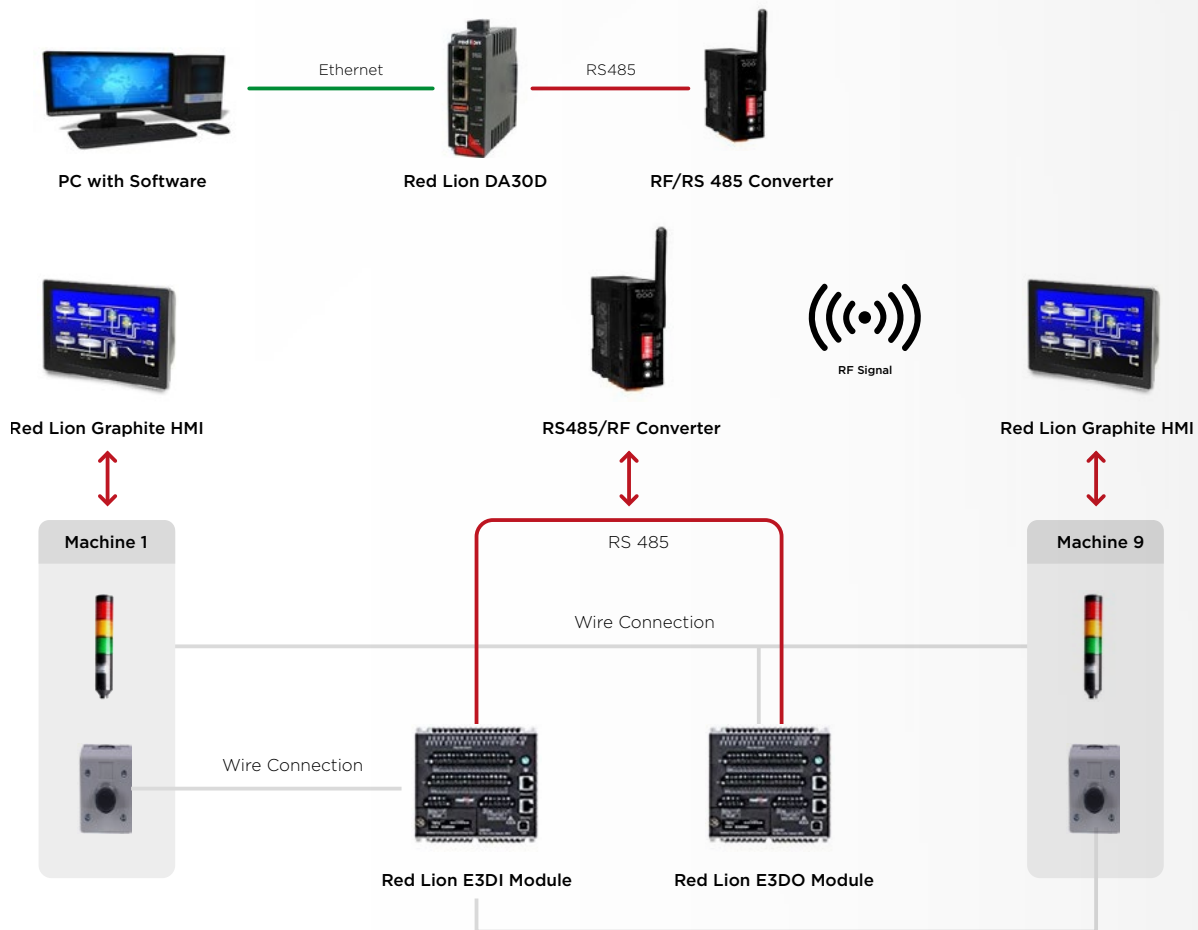 Ethernet
RS485
PC with Software
Red Lion DA30D
RF/RS 485 Converter
RF Signal
Red Lion Graphite HMI
RS485/RF Converter
Red Lion Graphite HMI
Machine 1
RS 485
Machine 9
Wire Connection
Wire Connection
Red Lion E3DI Module
Red Lion E3DO Module